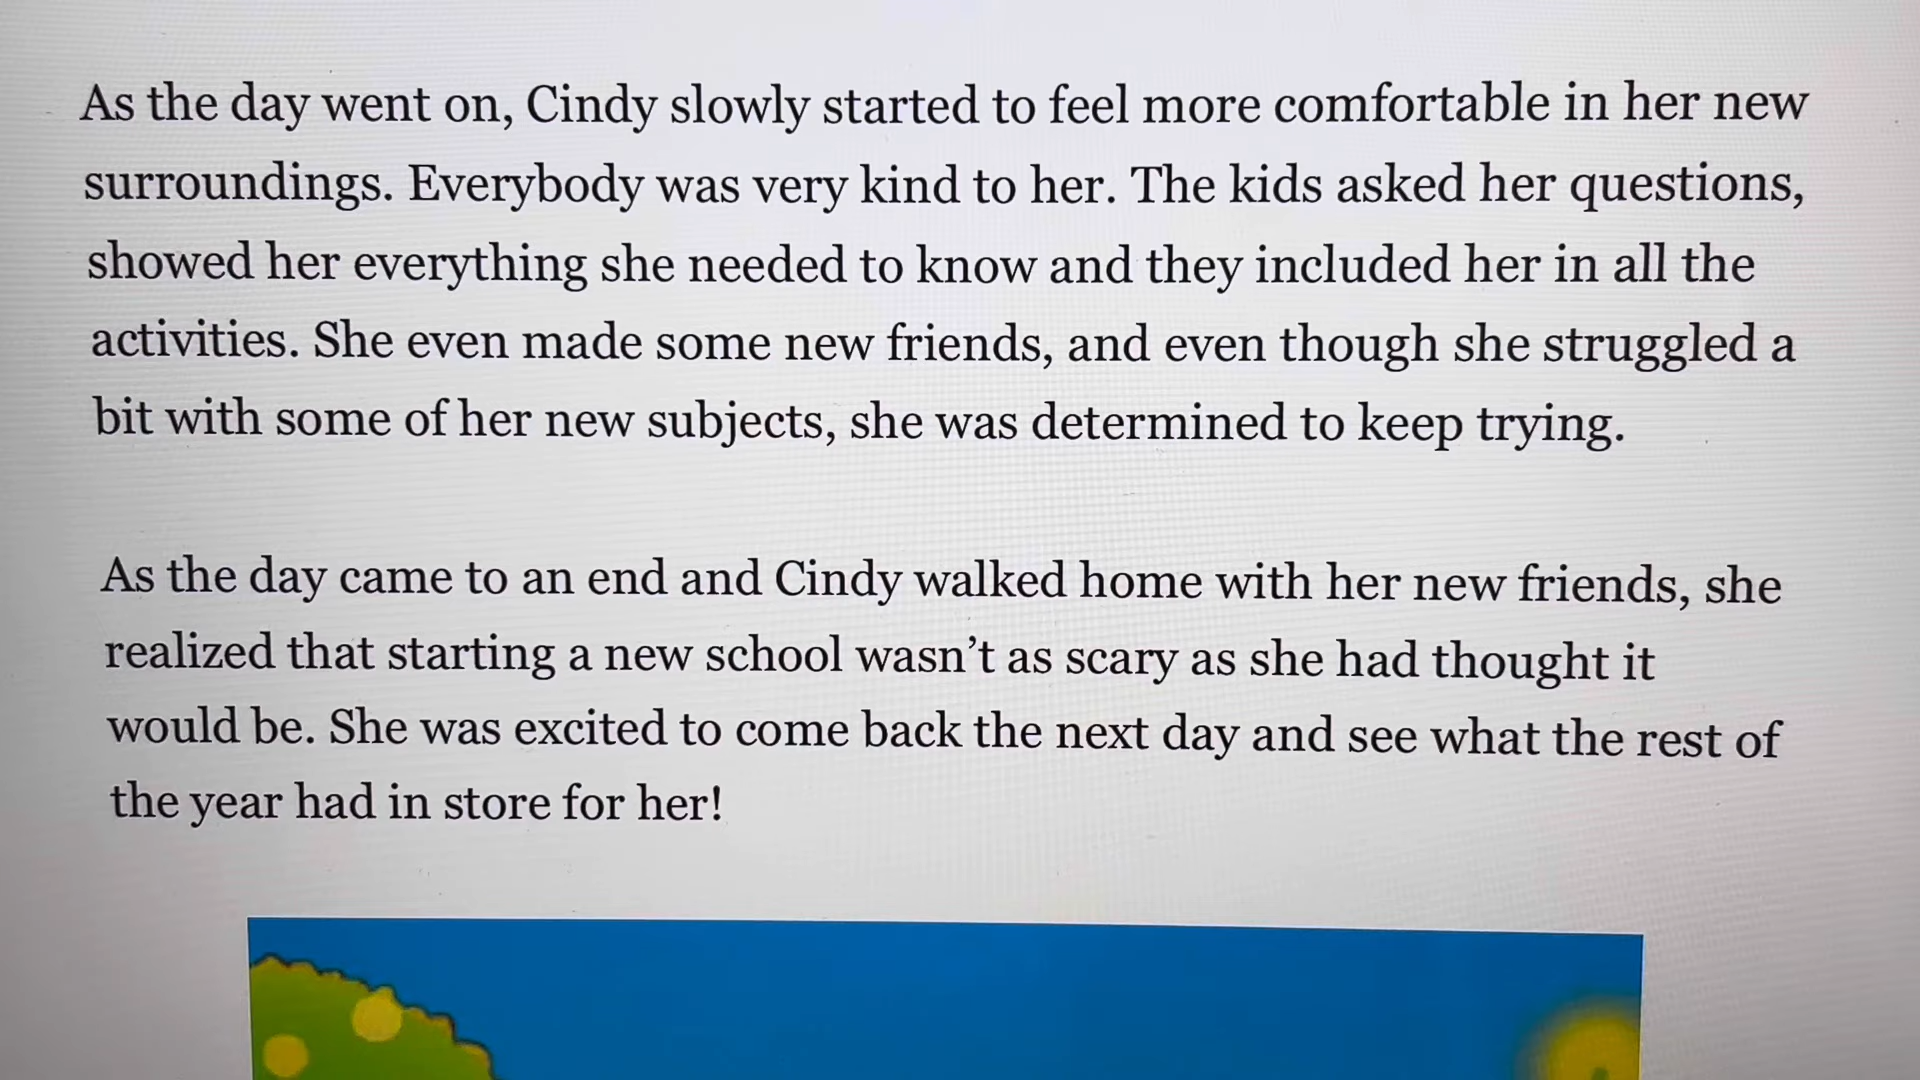 As the day went on, Cindy slowly started to feel more comfortable in her new
surroundings. Everybody was very kind to her. The kids asked her questions,
showed her everything she needed to know and they included her in all the
activities. She even made some new friends, and even though she struggled a
bit with some of her new subjects, she was determined to keep trying.
As the day came to an end and Cindy walked home with her new friends, she
realized that starting a new school wasn’t as scary as she had thought it
would be. She was excited to come back the next day and see what the rest of
the year had in store for her!